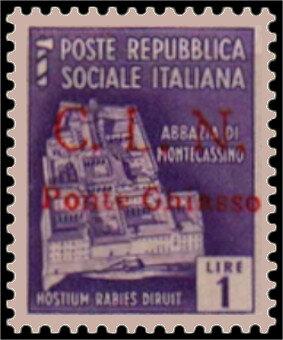 POSTE REPUBBLICA
SOCIALE ITALIANA
C. L. N.
ABBAZIA DI
MONTECASSINO
Ponte Chiasso
LIRE
1
HOSTIUM RABIES DIRUIT